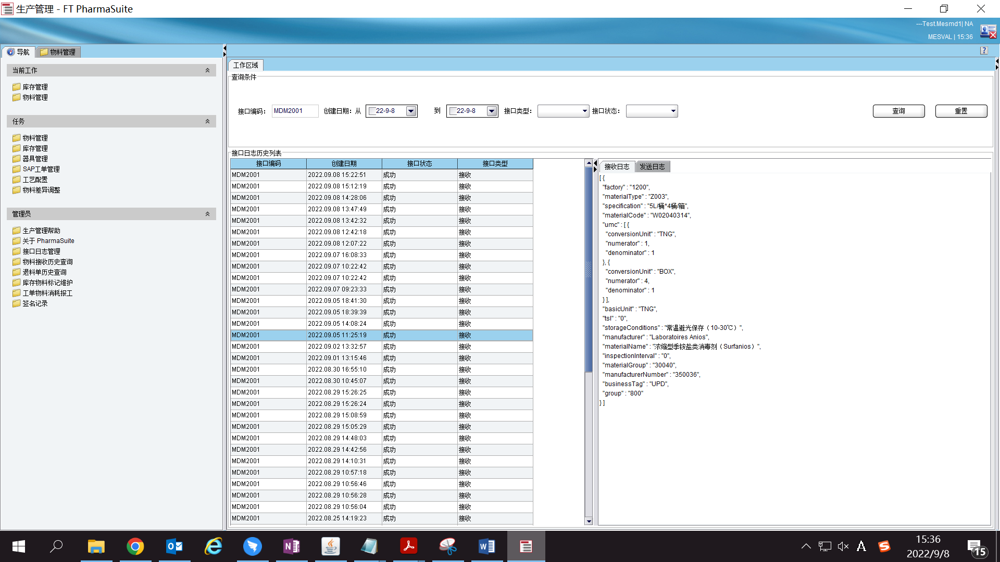 生产管理 - FT PharmaSuite
---Test.Mesmd1| NA
MESVAL | 15:36
导航
物料管理
当前工作
库存管理
物料管理
任务
物料管理
库存管理
器具管理
SAP工单管理
工艺配置
物料差异调整
管理员
生产管理帮助
关于 PharmaSuite
接口日志管理
物料接收历史查询
退料单历史查询
库存物料标记维护
工单物料消耗报工
签名记录
?
工作区域
查询条件
接口编码： MDM2001 创建日期：从 22-9-8 到 22-9-8 接口类型： 接口状态： 查询 重置
接口日志历史列表
接口编码 创建日期 接口状态 接口类型
MDM2001 2022.09.08 15:22:51 成功 接收
MDM2001 2022.09.08 15:12:19 成功 接收
MDM2001 2022.09.08 14:28:06 成功 接收
MDM2001 2022.09.08 13:47:49 成功 接收
MDM2001 2022.09.08 13:42:32 成功 接收
MDM2001 2022.09.08 12:42:18 成功 接收
MDM2001 2022.09.08 12:07:22 成功 接收
MDM2001 2022.09.07 16:08:33 成功 接收
MDM2001 2022.09.07 10:22:42 成功 接收
MDM2001 2022.09.07 10:22:42 成功 接收
MDM2001 2022.09.07 09:23:33 成功 接收
MDM2001 2022.09.05 18:41:30 成功 接收
MDM2001 2022.09.05 18:39:39 成功 接收
MDM2001 2022.09.05 14:08:24 成功 接收
MDM2001 2022.09.05 11:25:19 成功 接收
MDM2001 2022.09.02 13:32:57 成功 接收
MDM2001 2022.09.01 13:15:46 成功 接收
MDM2001 2022.08.30 16:55:10 成功 接收
MDM2001 2022.08.30 10:45:07 成功 接收
MDM2001 2022.08.29 15:26:25 成功 接收
MDM2001 2022.08.29 15:26:24 成功 接收
MDM2001 2022.08.29 15:08:59 成功 接收
MDM2001 2022.08.29 15:05:29 成功 接收
MDM2001 2022.08.29 14:48:03 成功 接收
MDM2001 2022.08.29 14:42:56 成功 接收
MDM2001 2022.08.29 14:10:31 成功 接收
MDM2001 2022.08.29 10:57:18 成功 接收
MDM2001 2022.08.29 10:56:46 成功 接收
MDM2001 2022.08.29 10:56:28 成功 接收
MDM2001 2022.08.29 10:56:04 成功 接收
MDM2001 2022.08.25 14:19:23 成功 接收
接收日志 发送日志
[ {
"factory" : "1200",
"materialType" : "Z003",
"specification" : "5L/桶*4桶/箱",
"materialCode" : "W02040314",
"umc" : [ {
"conversionUnit" : "TNG",
"numerator" : 1,
"denominator" : 1
}, {
"conversionUnit" : "BOX",
"numerator" : 4,
"denominator" : 1
} ],
"basicUnit" : "TNG",
"tsl" : "0",
"storageConditions" : "常温避光保存（10-30℃）",
"manufacturer" : "Laboratoires Anios",
"materialName" : "浓缩型季铵盐类消毒剂（Surfanios）",
"inspectionInterval" : "0",
"materialGroup" : "30040",
"manufacturerNumber" : "350036",
"businessTag" : "UPD",
"group" : "800"
} ]
15:36
2022/9/8
15